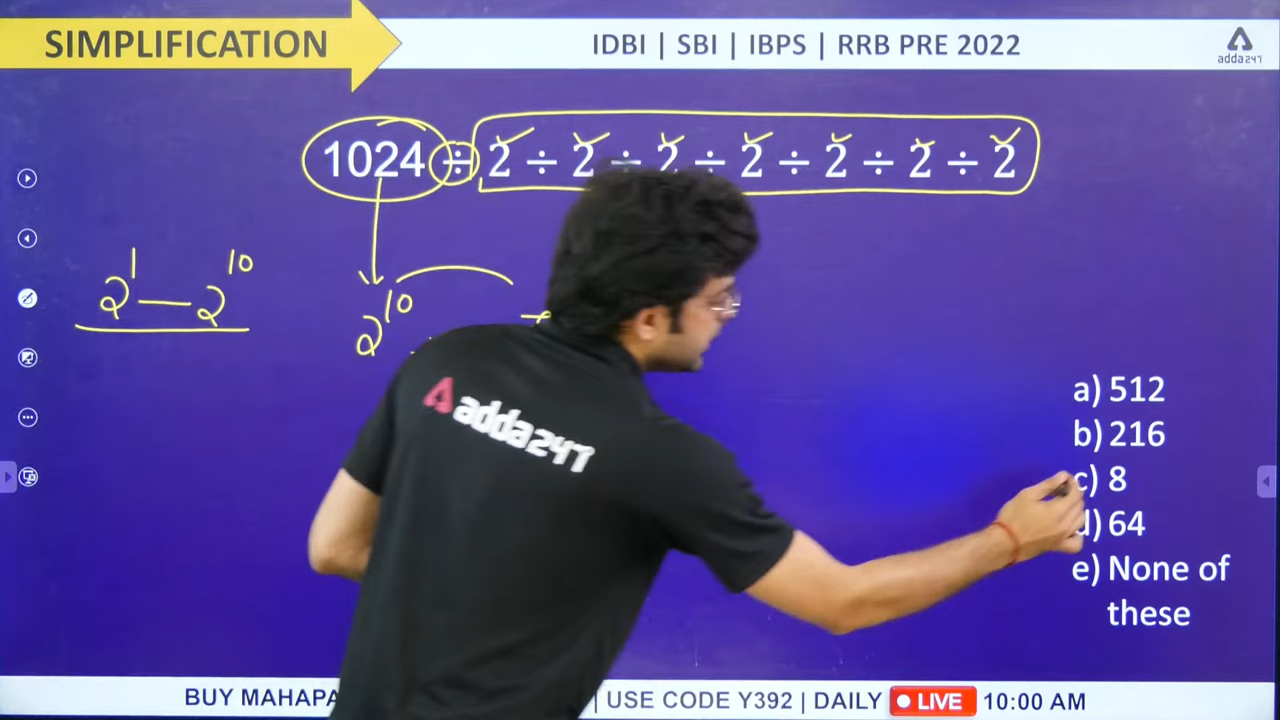 SIMPLIFICATION
IDBI | SBI | IBPS | RRB PRE 2022
adda247
1024 ÷ 2 ÷ 2 ÷ 2 ÷ 2 ÷ 2 ÷ 2 ÷ 2
2¹ — 2¹⁰
2¹⁰
adda247
a) 512
b) 216
c) 8
d) 64
e) None of
these
BUY MAHAPA
| USE CODE Y392 | DAILY LIVE 10:00 AM